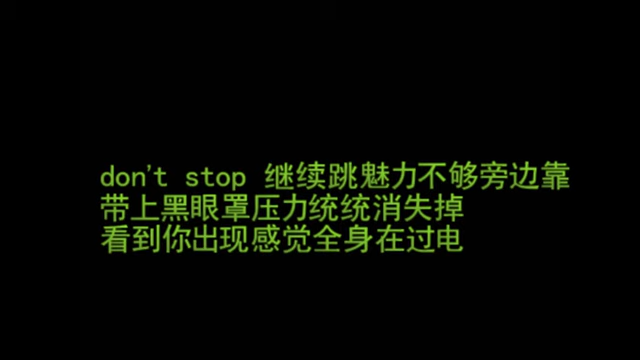 don't stop 继续跳魅力不够旁边靠
带上黑眼罩压力统统消失掉
看到你出现感觉全身在过电